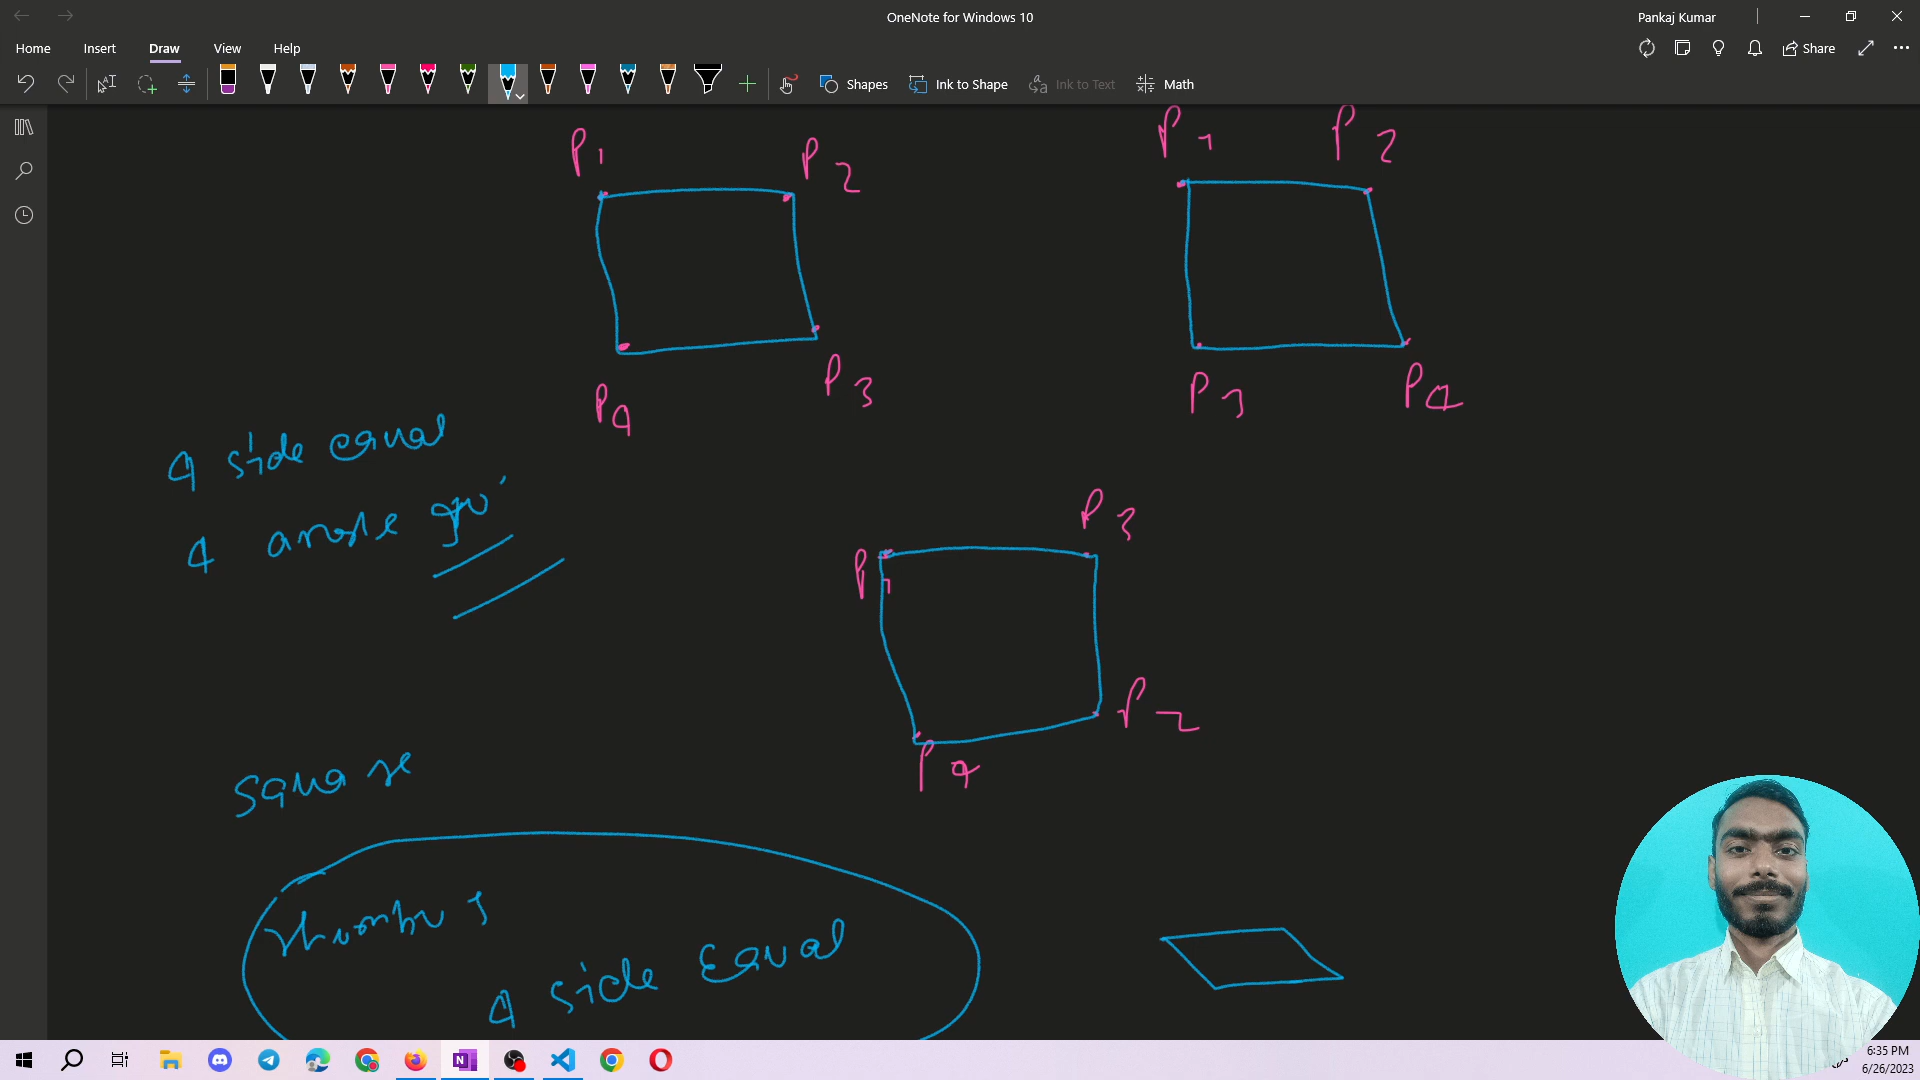 OneNote for Windows 10
Pankaj Kumar
Home Insert Draw View Help
Share
Shapes Ink to Shape Ink to Text Math
P1 P2
P1 P2
P4 P3
P3 P4
4 side equal
4 angle 90°
P3
P1
P2
P4
square
rhombus
4 side Equal
6:35 PM
6/26/2023